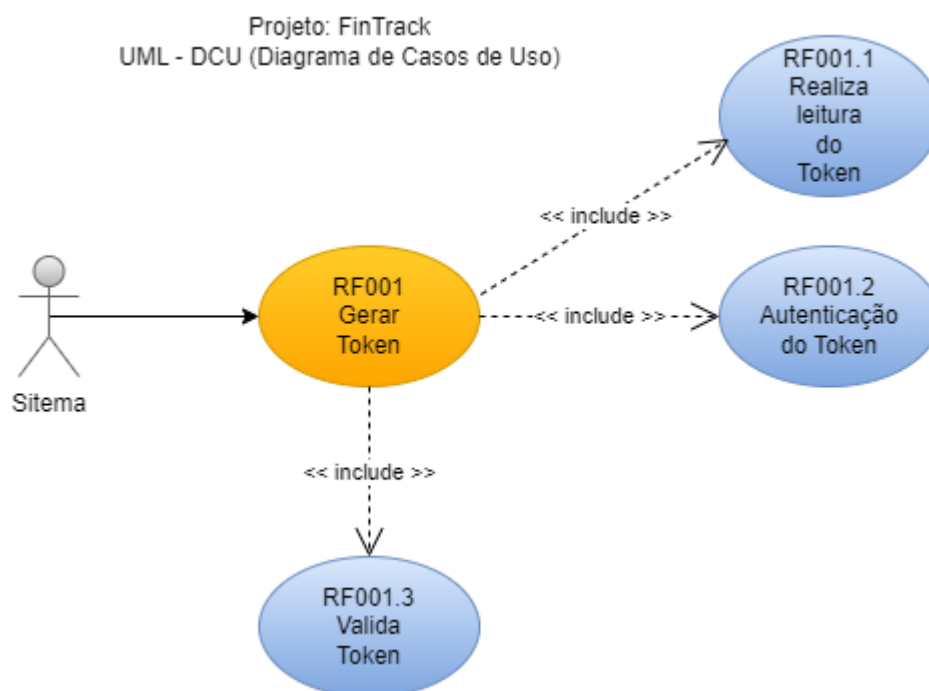 Projeto: FinTrack
UML - DCU (Diagrama de Casos de Uso)
RF001.1
Realiza
leitura
do
Token
<< include >>
RF001
Gerar
Token
<< include >>
RF001.2
Autenticação
do Token
Sitema
<< include >>
RF001.3
Valida
Token